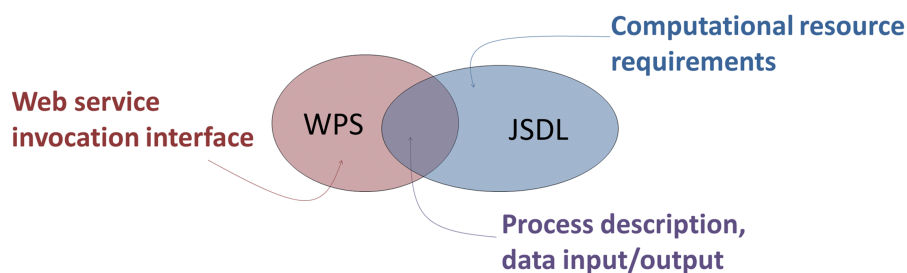 Computational resource
requirements
Web service
invocation interface
WPS
JSDL
Process description,
data input/output